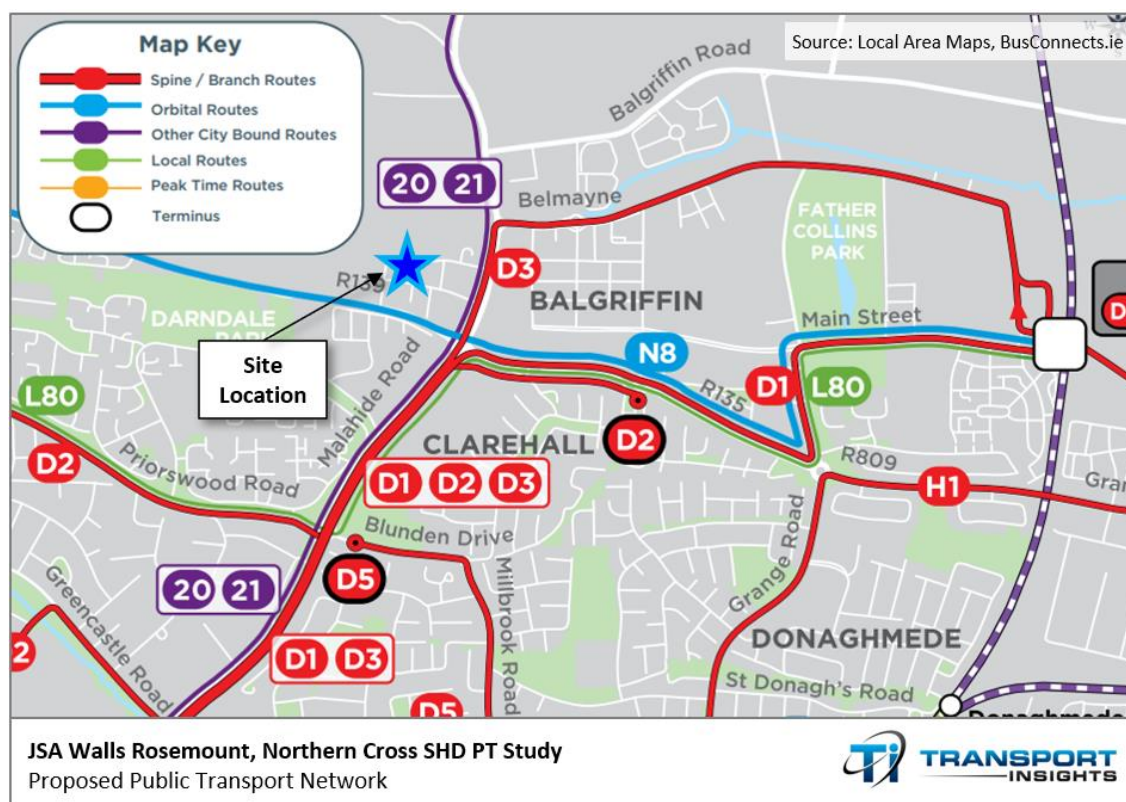 Map Key
Spine / Branch Routes
Orbital Routes
Other City Bound Routes
Local Routes
Peak Time Routes
Terminus
Source: Local Area Maps, BusConnects.ie
Balgriffin Road
20 21
Belmayne
FATHER
COLLINS
PARK
D3
R139
BALGRIFFIN
DARNDALE
Main Street
D
Site
Location
N8
Malahide Road
R135
D1
L80
L80
CLAREHALL
D2
R809
D2
Priorswood Road
D1 D2 D3
H1
Gran
Blunden Drive
D5
Millbrook Road
Grange Road
20 21
Greencastle Road
DONAGHMEDE
2
D1 D3
St Donagh's Road
D5
JSA Walls Rosemount, Northern Cross SHD PT Study
Proposed Public Transport Network
Ti TRANSPORT
INSIGHTS